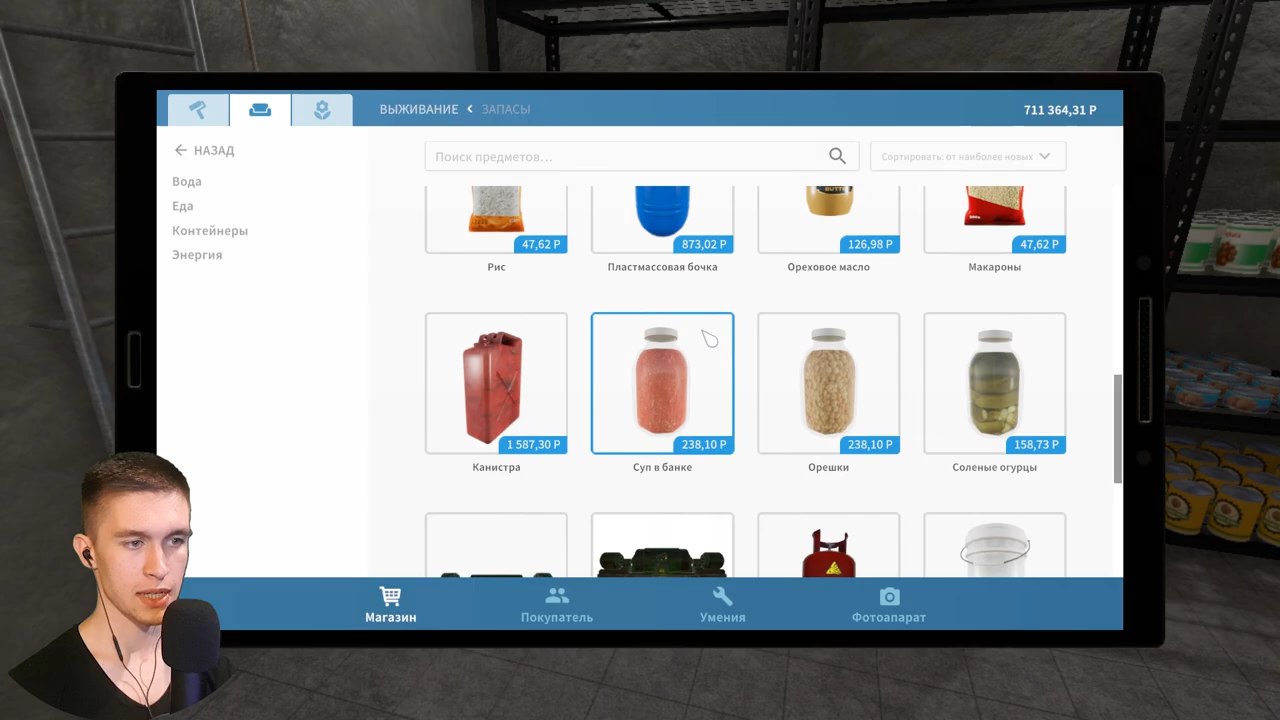 ВЫЖИВАНИЕ < ЗАПАСЫ
711 364,31 Р
НАЗАД
Поиск предметов...
Сортировать: от наиболее новых
Вода
Еда
Контейнеры
Энергия
47,62 Р
873,02 Р
126,98 Р
47,62 Р
Рис
Пластмассовая бочка
Ореховое масло
Макароны
1 587,30 Р
238,10 Р
238,10 Р
158,73 Р
Канистра
Суп в банке
Орешки
Соленые огурцы
Магазин
Покупатель
Умения
Фотоапарат